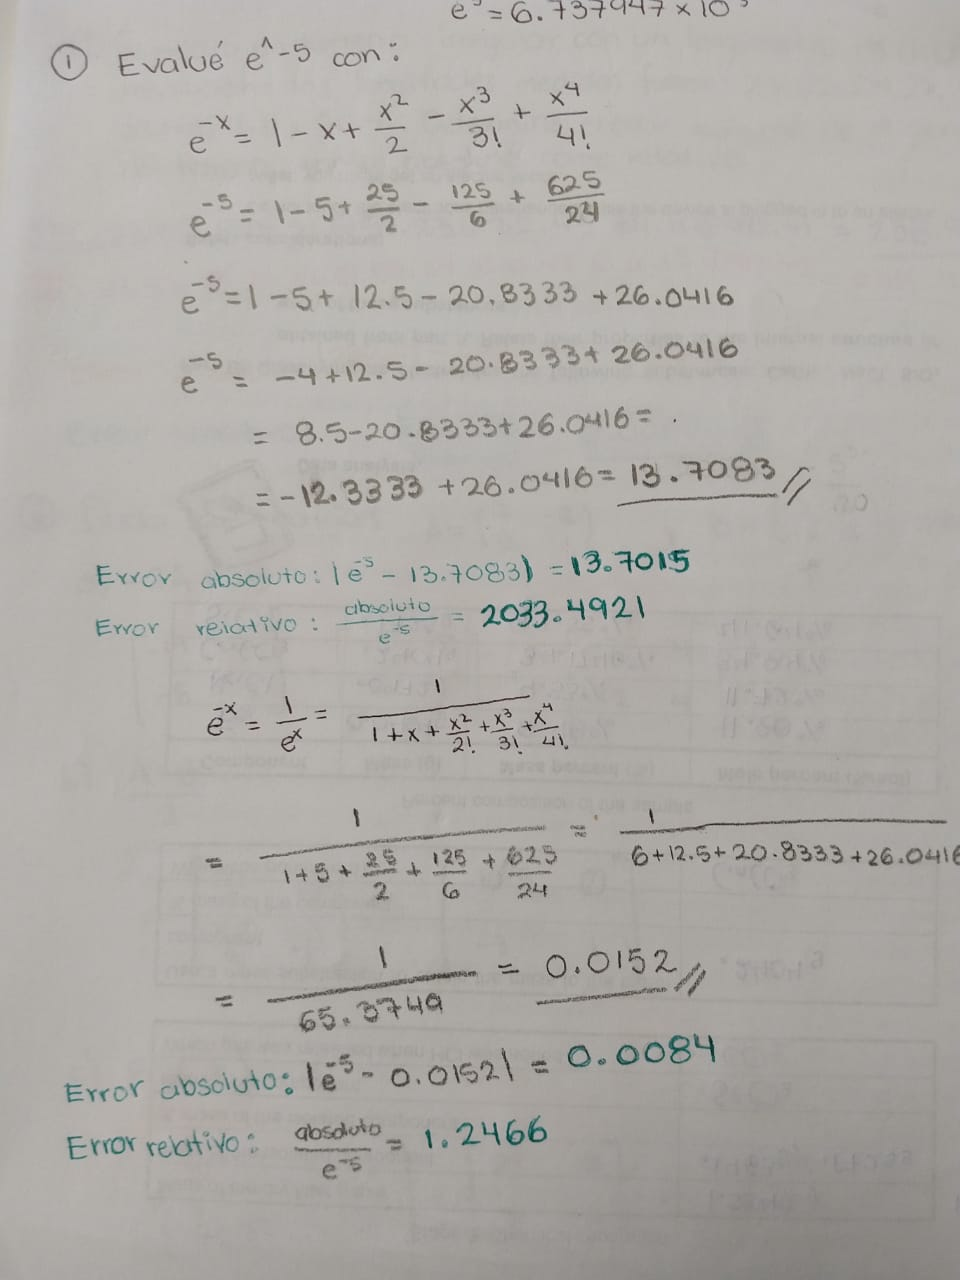 e⁻⁵ = 6.737947 × 10⁻³
① Evalué e^-5 con:
e^-x = 1 - x + x²/2 - x³/3! + x⁴/4!
e^-5 = 1 - 5 + 25/2 - 125/6 + 625/24
e^-5 = 1 - 5 + 12.5 - 20,8333 + 26.0416
e^-5 = -4 + 12.5 - 20.8333 + 26.0416
= 8.5 - 20.8333 + 26.0416 =
= -12.3333 + 26.0416 = 13.7083 //
Error absoluto: |e^-5 - 13.7083| = 13.7015
Error relativo: absoluto/e^-5 = 2033.4921
e^-x = 1/e^x = 1/(1 + x + x²/2! + x³/3! + x⁴/4!)
= 1/(1 + 5 + 25/2 + 125/6 + 625/24) = 1/(6 + 12.5 + 20.8333 + 26.0416
= 1/65.3749 = 0.0152 //
Error absoluto: |e^-5 - 0.0152| = 0.0084
Error relativo: absoluto/e^-5 = 1.2466